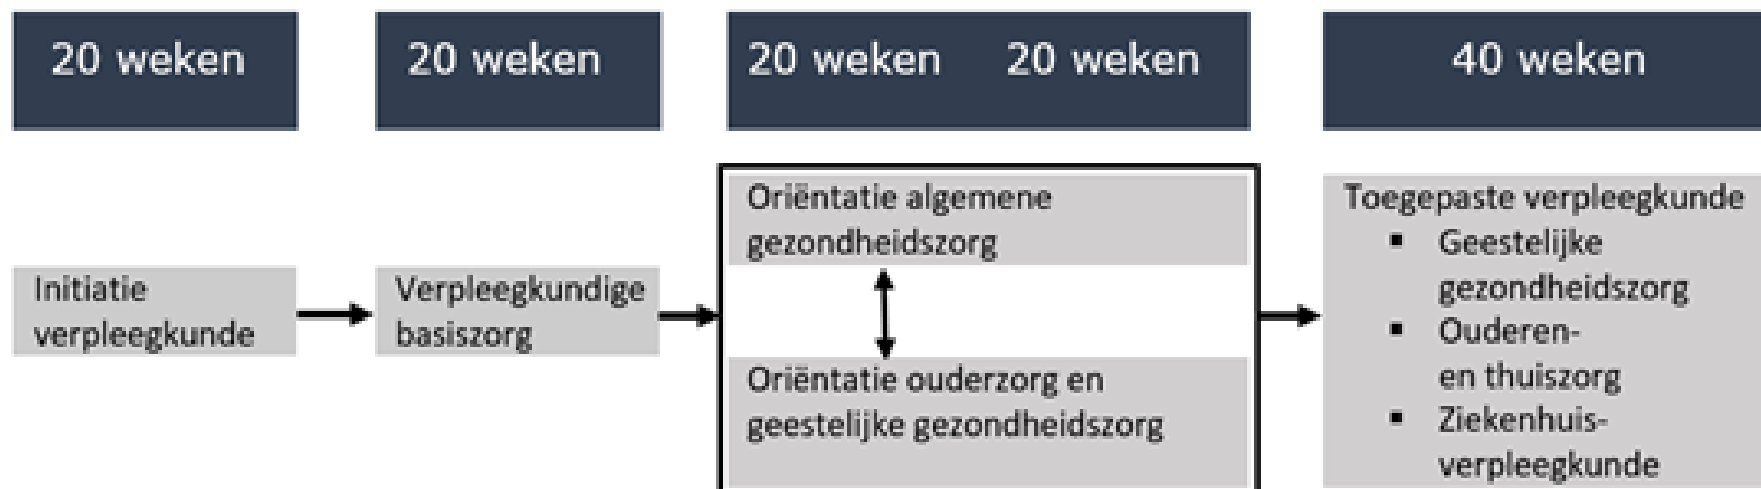 20 weken
20 weken
20 weken 20 weken
40 weken
Initiatie
verpleegkunde
Verpleegkundige
basiszorg
Oriëntatie algemene
gezondheidszorg
Oriëntatie ouderzorg en
geestelijke gezondheidszorg
Toegepaste verpleegkunde
▪ Geestelijke
gezondheidszorg
▪ Ouderen-
en thuiszorg
▪ Ziekenhuis-
verpleegkunde